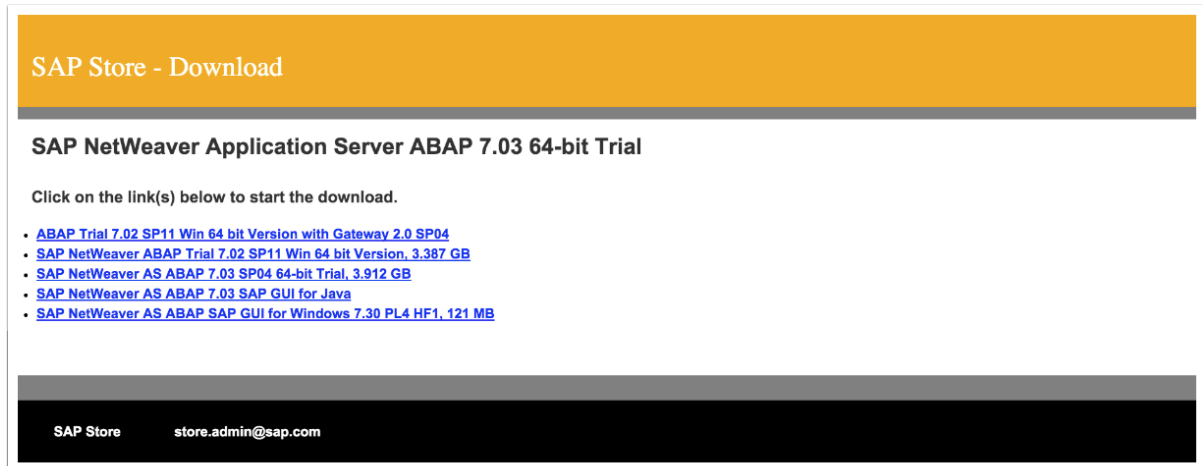 SAP Store - Download
SAP NetWeaver Application Server ABAP 7.03 64-bit Trial
Click on the link(s) below to start the download.
ABAP Trial 7.02 SP11 Win 64 bit Version with Gateway 2.0 SP04
SAP NetWeaver ABAP Trial 7.02 SP11 Win 64 bit Version, 3.387 GB
SAP NetWeaver AS ABAP 7.03 SP04 64-bit Trial, 3.912 GB
SAP NetWeaver AS ABAP 7.03 SAP GUI for Java
SAP NetWeaver AS ABAP SAP GUI for Windows 7.30 PL4 HF1, 121 MB
SAP Store store.admin@sap.com